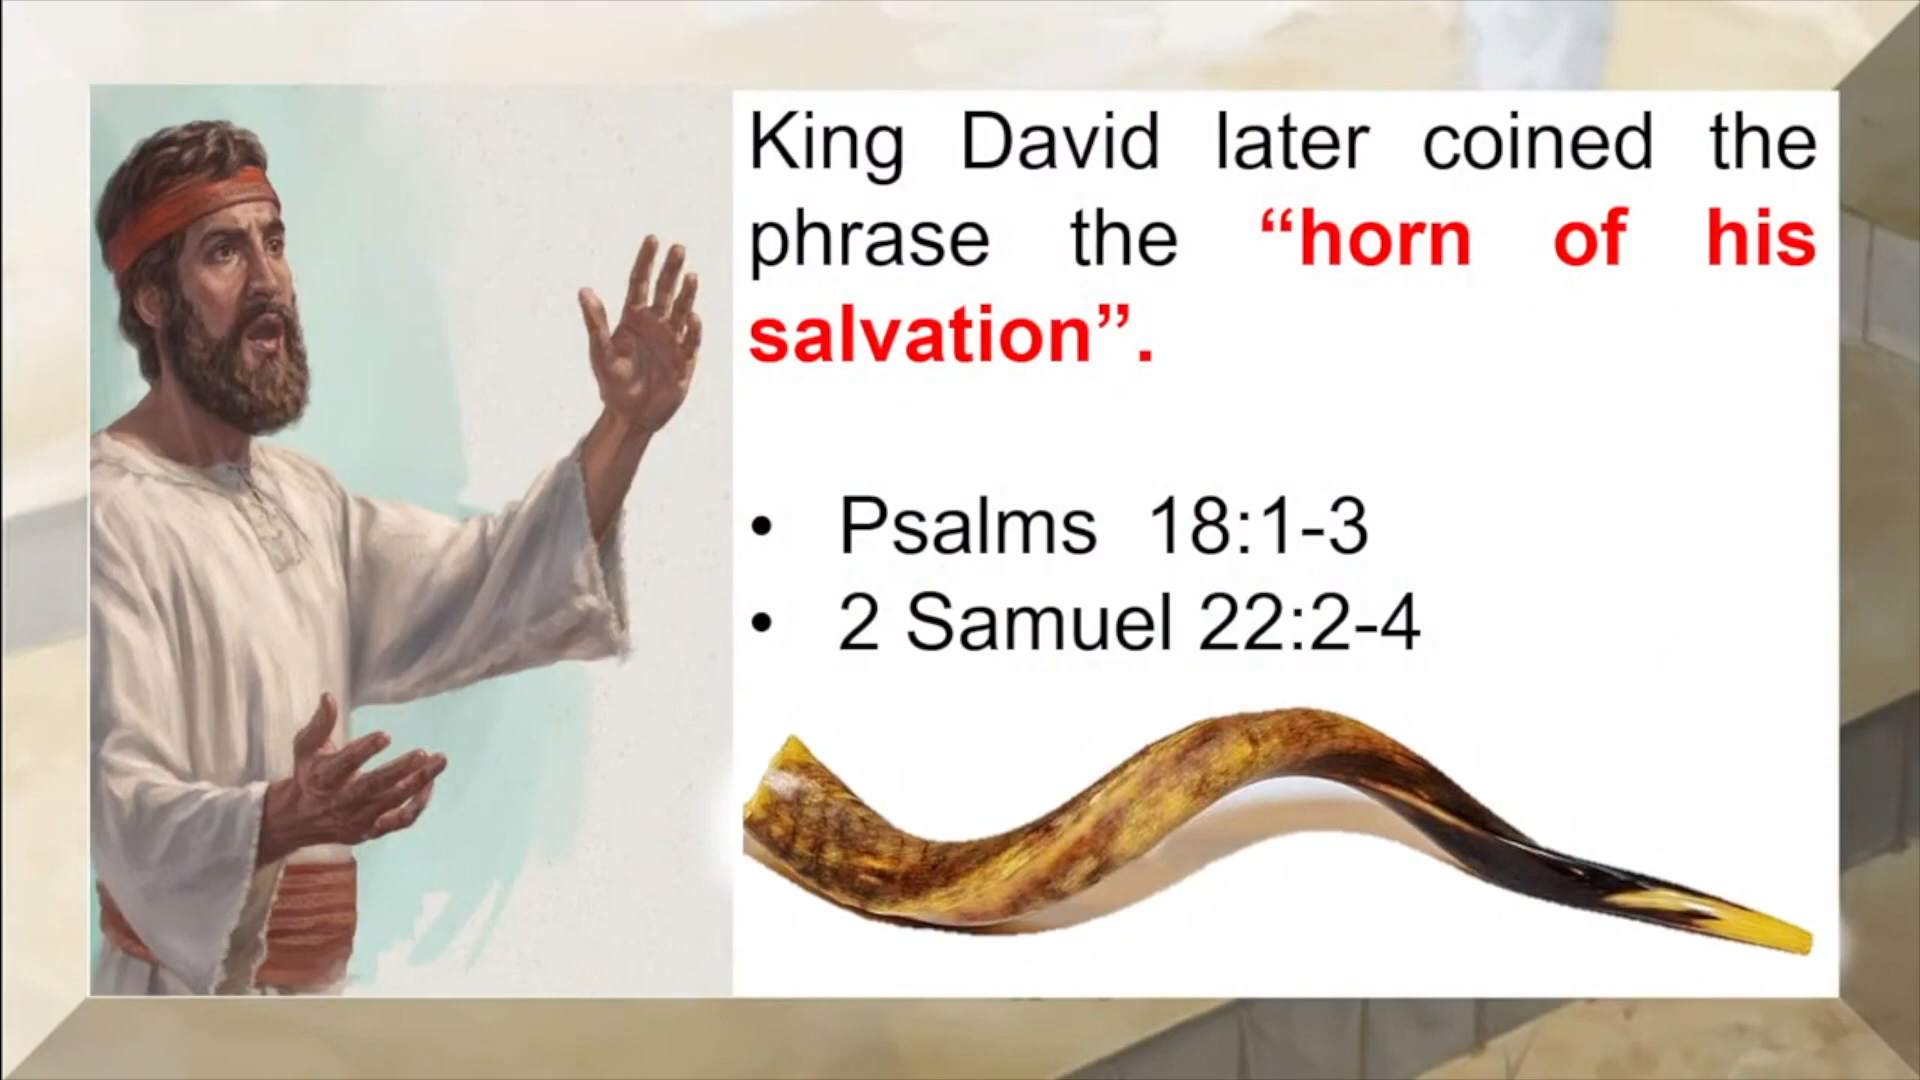 King David later coined the
phrase the “horn of his
salvation”.
• Psalms 18:1-3
• 2 Samuel 22:2-4